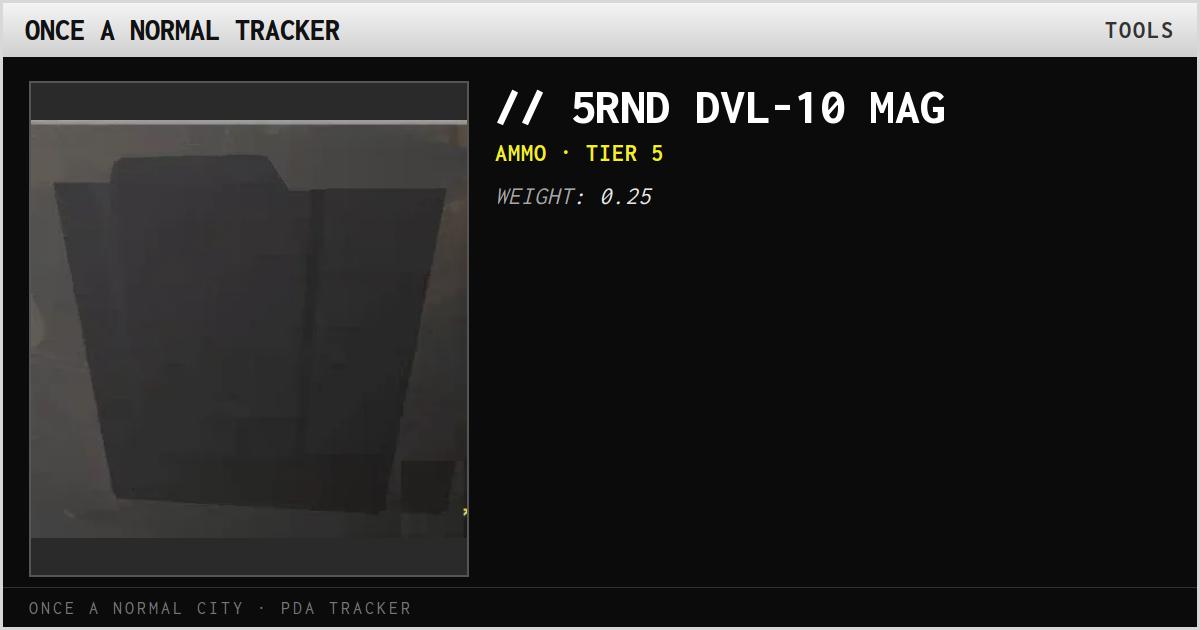 ONCE A NORMAL TRACKER
TOOLS
// 5RND DVL-10 MAG
AMMO · TIER 5
WEIGHT: 0.25
ONCE A NORMAL CITY · PDA TRACKER